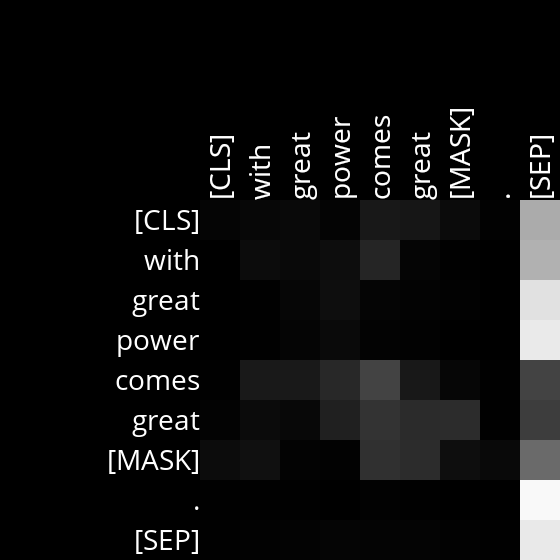 [CLS] with great power comes great [MASK] . [SEP]
[CLS]
with
great
power
comes
great
[MASK]
.
[SEP]